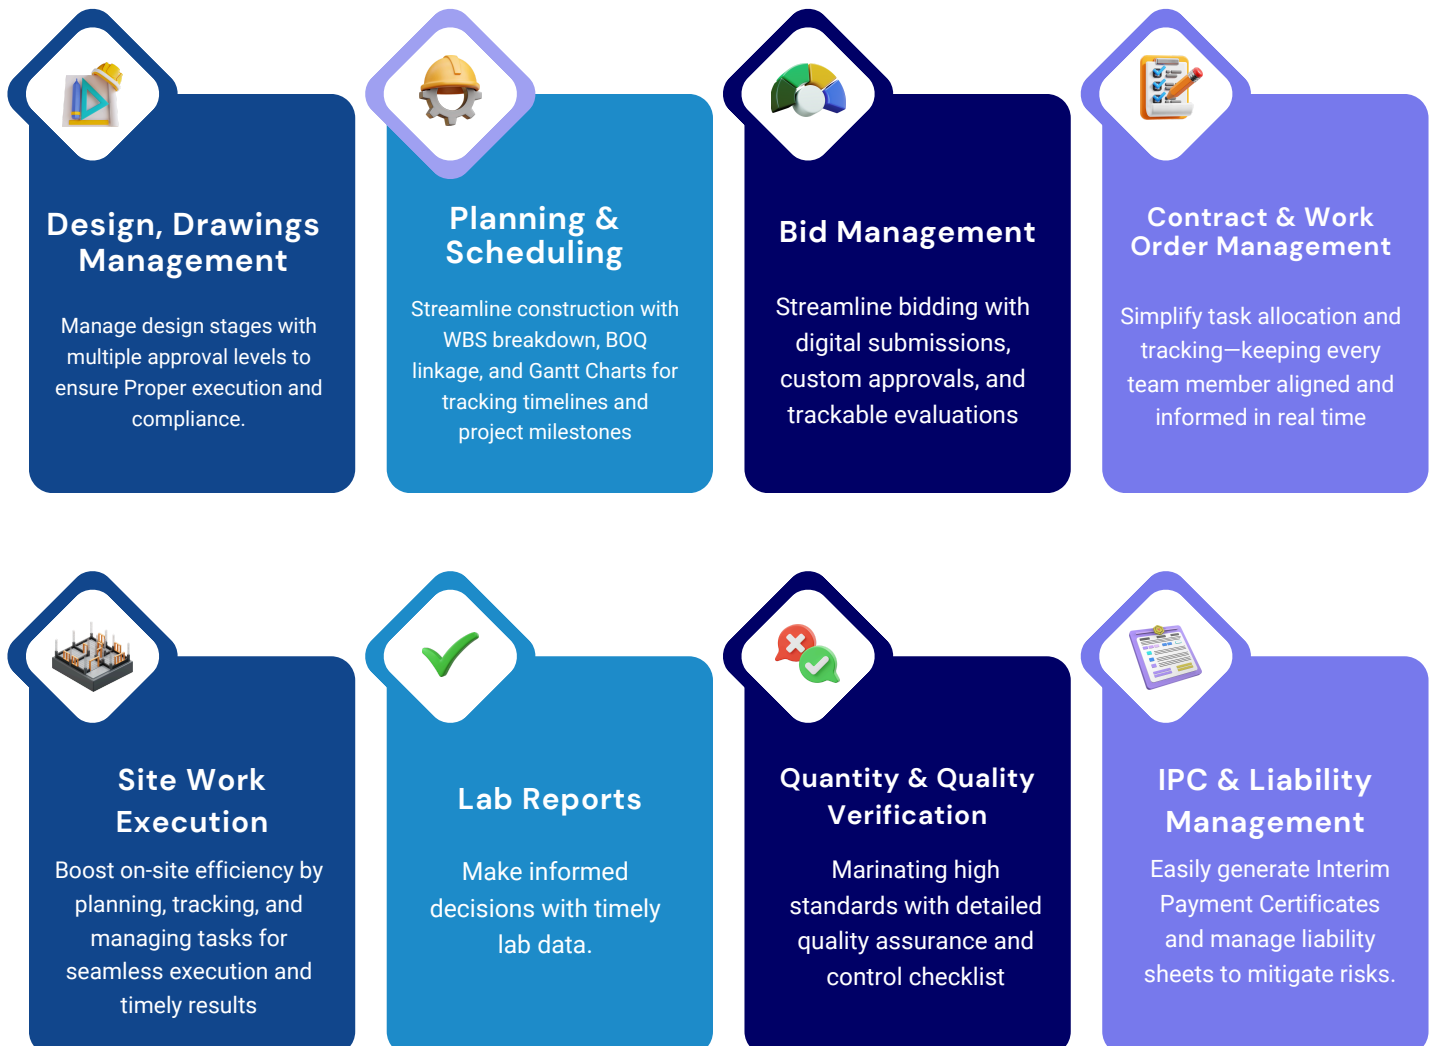 Design, Drawings
Management
Manage design stages with
multiple approval levels to
ensure Proper execution and
compliance.
Planning &
Scheduling
Streamline construction with
WBS breakdown, BOQ
linkage, and Gantt Charts for
tracking timelines and
project milestones
Bid Management
Streamline bidding with
digital submissions,
custom approvals, and
trackable evaluations
Contract & Work
Order Management
Simplify task allocation and
tracking—keeping every
team member aligned and
informed in real time
Site Work
Execution
Boost on-site efficiency by
planning, tracking, and
managing tasks for
seamless execution and
timely results
Lab Reports
Make informed
decisions with timely
lab data.
Quantity & Quality
Verification
Marinating high
standards with detailed
quality assurance and
control checklist
IPC & Liability
Management
Easily generate Interim
Payment Certificates
and manage liability
sheets to mitigate risks.